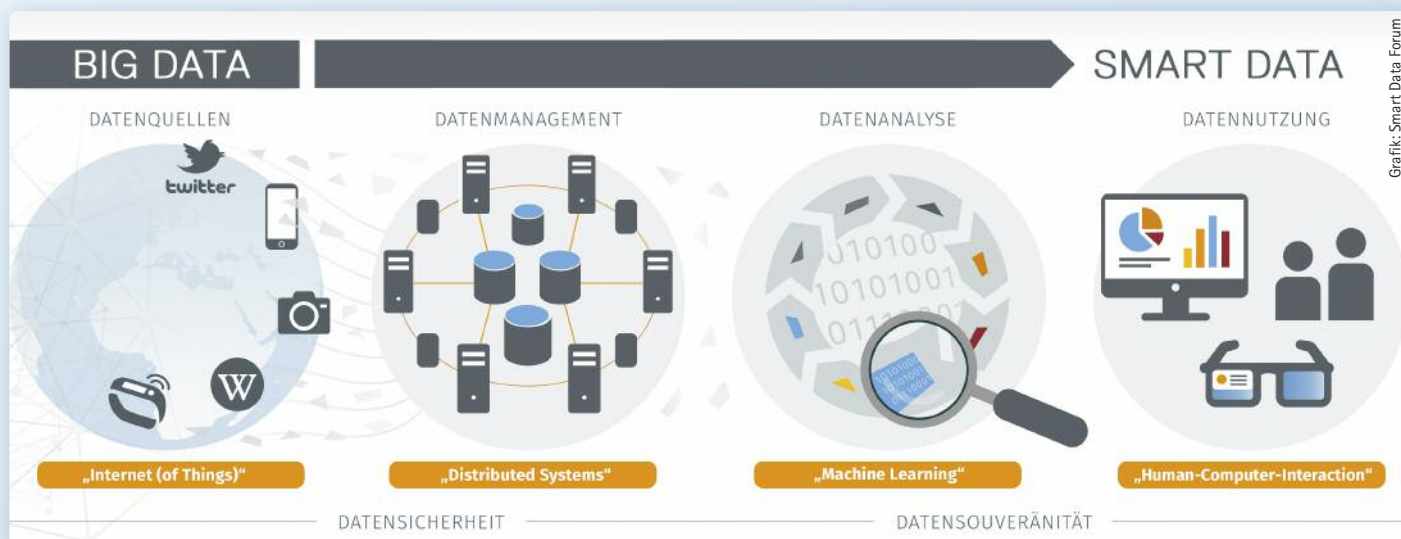 BIG DATA
SMART DATA
DATENQUELLEN
DATENMANAGEMENT
DATENANALYSE
DATENNUTZUNG
Grafik: Smart Data Forum
twitter
W
010100
10101001
„Internet (of Things)“
„Distributed Systems“
„Machine Learning“
„Human-Computer-Interaction“
DATENSICHERHEIT
DATENSOUVERÄNITÄT